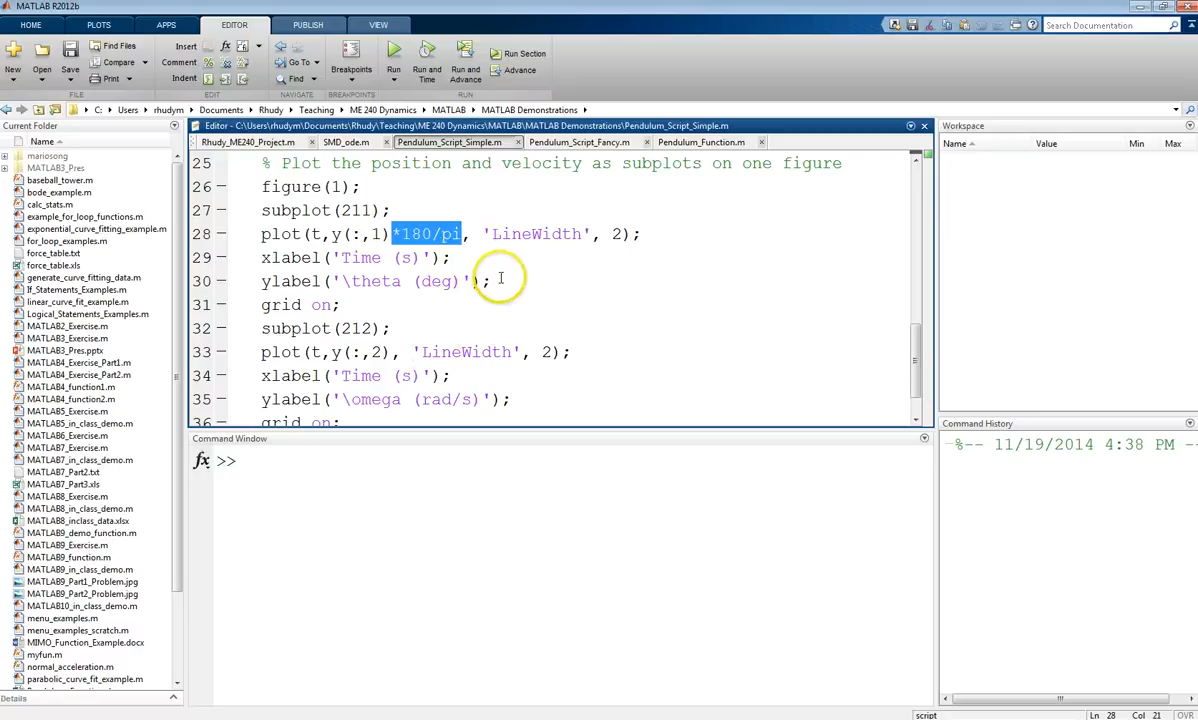 MATLAB R2012b
HOME PLOTS APPS EDITOR PUBLISH VIEW
Search Documentation
New Open Save
Find Files
Compare
Print
FILE
Insert
Comment
Indent
EDIT
Go To
Find
NAVIGATE
Breakpoints
BREAKPOINTS
Run
Run and Time
Run and Advance
Run Section
Advance
RUN
C: Users rhudym Documents Rhudy Teaching ME 240 Dynamics MATLAB MATLAB Demonstrations
Current Folder
Name
mariosong
MATLAB3_Pres
baseball_tower.m
bode_example.m
calc_stats.m
example_for_loop_functions.m
exponential_curve_fitting_example.m
for_loop_examples.m
force_table.txt
force_table.xls
generate_curve_fitting_data.m
If_Statements_Examples.m
linear_curve_fit_example.m
Logical_Statements_Examples.m
MATLAB2_Exercise.m
MATLAB3_Exercise.m
MATLAB3_Pres.pptx
MATLAB4_Exercise_Part1.m
MATLAB4_Exercise_Part2.m
MATLAB4_function1.m
MATLAB4_function2.m
MATLAB5_Exercise.m
MATLAB5_in_class_demo.m
MATLAB6_Exercise.m
MATLAB7_Exercise.m
MATLAB7_in_class_demo.m
MATLAB7_Part2.txt
MATLAB7_Part3.xls
MATLAB8_Exercise.m
MATLAB8_in_class_demo.m
MATLAB8_inclass_data.xlsx
MATLAB9_demo_function.m
MATLAB9_Exercise.m
MATLAB9_function.m
MATLAB9_Part1_Problem.jpg
MATLAB9_Part2_Problem.jpg
MATLAB10_in_class_demo.m
menu_examples.m
menu_examples_scratch.m
MIMO_Function_Example.docx
myfun.m
normal_acceleration.m
parabolic_curve_fit_example.m
Details
Editor - C:\Users\rhudym\Documents\Rhudy\Teaching\ME 240 Dynamics\MATLAB\MATLAB Demonstrations\Pendulum_Script_Simple.m
Rhudy_ME240_Project.m SMD_ode.m Pendulum_Script_Simple.m Pendulum_Script_Fancy.m Pendulum_Function.m
25 % Plot the position and velocity as subplots on one figure
26 - figure(1);
27 - subplot(211);
28 - plot(t,y(:,1)*180/pi, 'LineWidth', 2);
29 - xlabel('Time (s)');
30 - ylabel('\theta (deg)');
31 - grid on;
32 - subplot(212);
33 - plot(t,y(:,2), 'LineWidth', 2);
34 - xlabel('Time (s)');
35 - ylabel('\omega (rad/s)');
36 - grid on;
Command Window
fx >>
Workspace
Name Value Min Max
Command History
%-- 11/19/2014 4:38 PM --
script Ln 28 Col 21 OVR